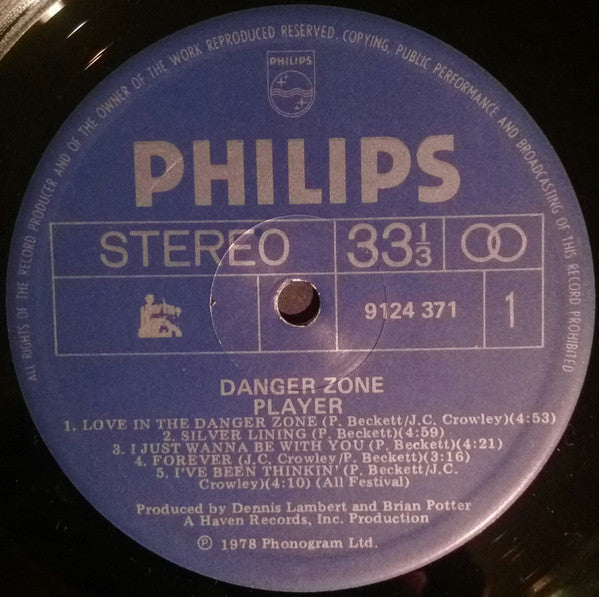 ALL RIGHTS OF THE RECORD PRODUCER AND OF THE OWNER OF THE WORK REPRODUCED RESERVED. COPYING, PUBLIC PERFORMANCE AND BROADCASTING OF THIS RECORD PROHIBITED
PHILIPS
PHILIPS
STEREO 33 1/3
9124 371 1
DANGER ZONE
PLAYER
1. LOVE IN THE DANGER ZONE (P. Beckett/J.C. Crowley)(4:53)
2. SILVER LINING (P. Beckett)(4:59)
3. I JUST WANNA BE WITH YOU (P. Beckett)(4:21)
4. FOREVER (J.C. Crowley/P. Beckett)(3:16)
5. I'VE BEEN THINKIN' (P. Beckett/J.C.
Crowley)(4:10) (All Festival)
Produced by Dennis Lambert and Brian Potter
A Haven Records, Inc. Production
℗ 1978 Phonogram Ltd.